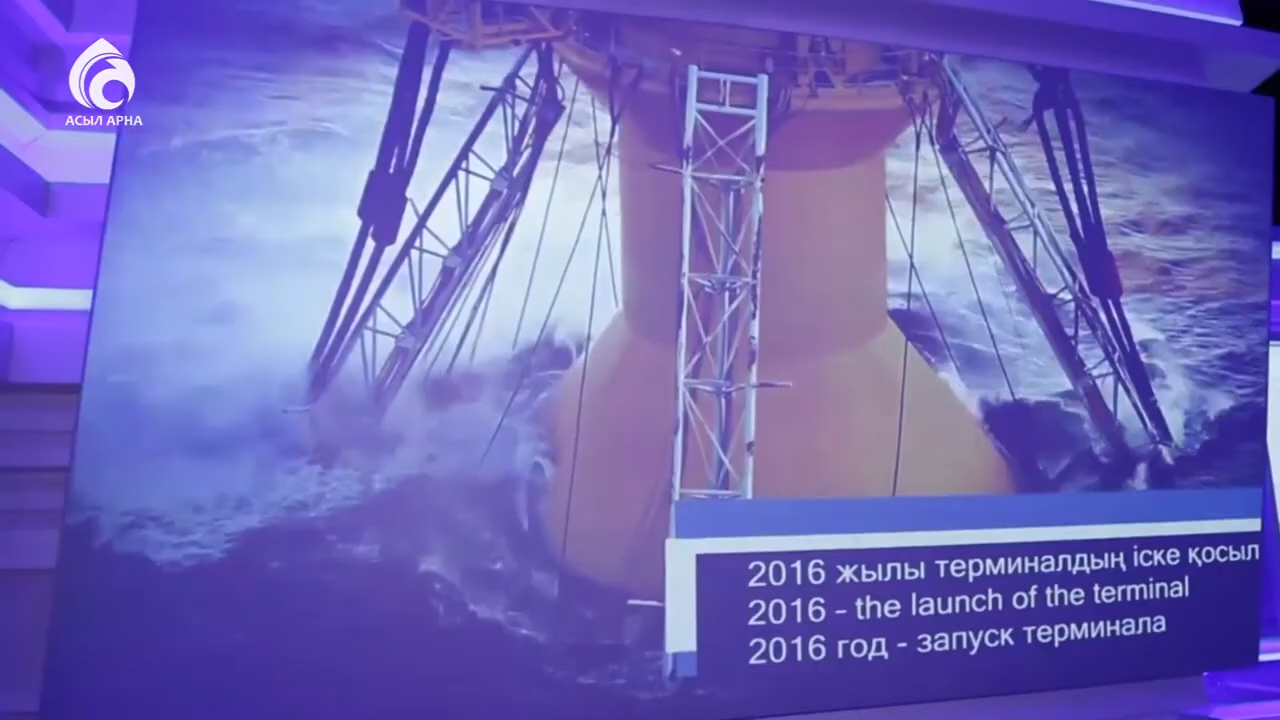 АСЫЛ АРНА
2016 жылы терминалдың іске қосыл
2016 - the launch of the terminal
2016 год - запуск терминала